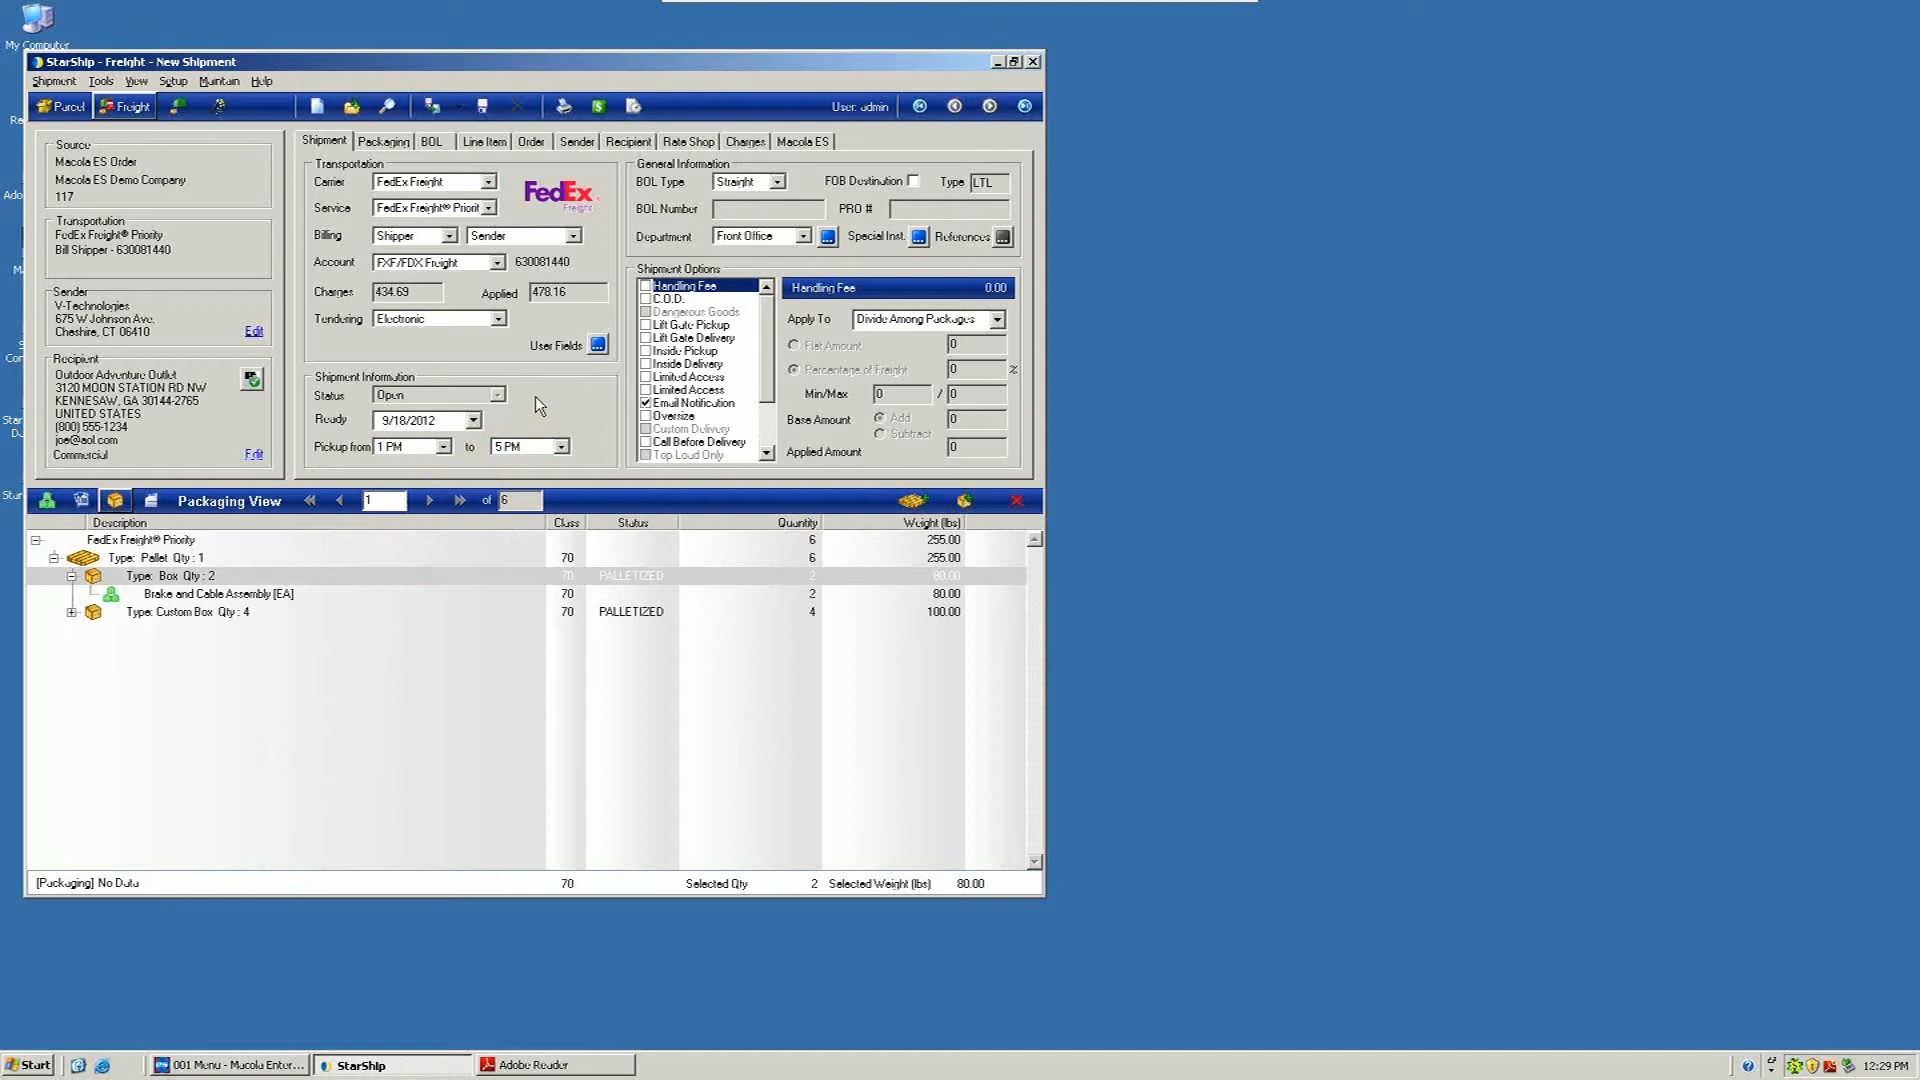 My Computer
StarShip - Freight - New Shipment
Shipment Tools View Setup Maintain Help
Parcel Freight User: admin
Source
Macola ES Order
Macola ES Demo Company
117
Transportation
FedEx Freight® Priority
Bill Shipper - 630081440
Sender
V-Technologies
675 W Johnson Ave.
Cheshire, CT 06410
Edit
Recipient
Outdoor Adventure Outlet
3120 MOON STATION RD NW
KENNESAW, GA 30144-2765
UNITED STATES
(800) 555-1234
joe@aol.com
Commercial
Edit
Shipment Packaging BOL Line Item Order Sender Recipient Rate Shop Charges Macola ES
Transportation
Carrier FedEx Freight
FedEx Freight
Service FedEx Freight® Priorit
Billing Shipper Sender
Account FXF/FDX Freight 630081440
Charges 434.69 Applied 478.16
Tendering Electronic
User Fields
Shipment Information
Status Open
Ready 9/18/2012
Pickup from 1 PM to 5 PM
General Information
BOL Type Straight FOB Destination Type LTL
BOL Number PRO #
Department Front Office Special Inst. References
Shipment Options
Handling Fee
C.O.D.
Dangerous Goods
Lift Gate Pickup
Lift Gate Delivery
Inside Pickup
Inside Delivery
Limited Access
Limited Access
Email Notification
Oversize
Custom Delivery
Call Before Delivery
Top Load Only
Handling Fee 0.00
Apply To Divide Among Packages
Flat Amount 0
Percentage of Freight 0 %
Min/Max 0 / 0
Base Amount Add 0
Subtract
Applied Amount 0
Packaging View 1 of 6
Description Class Status Quantity Weight (lbs)
FedEx Freight® Priority 6 255.00
Type: Pallet Qty : 1 70 6 255.00
Type: Box Qty : 2 70 PALLETIZED 2 80.00
Brake and Cable Assembly [EA] 70 2 80.00
Type: Custom Box Qty : 4 70 PALLETIZED 4 100.00
[Packaging] No Data 70 Selected Qty 2 Selected Weight (lbs) 80.00
Start 001 Menu - Macola Enter... StarShip Adobe Reader 12:29 PM